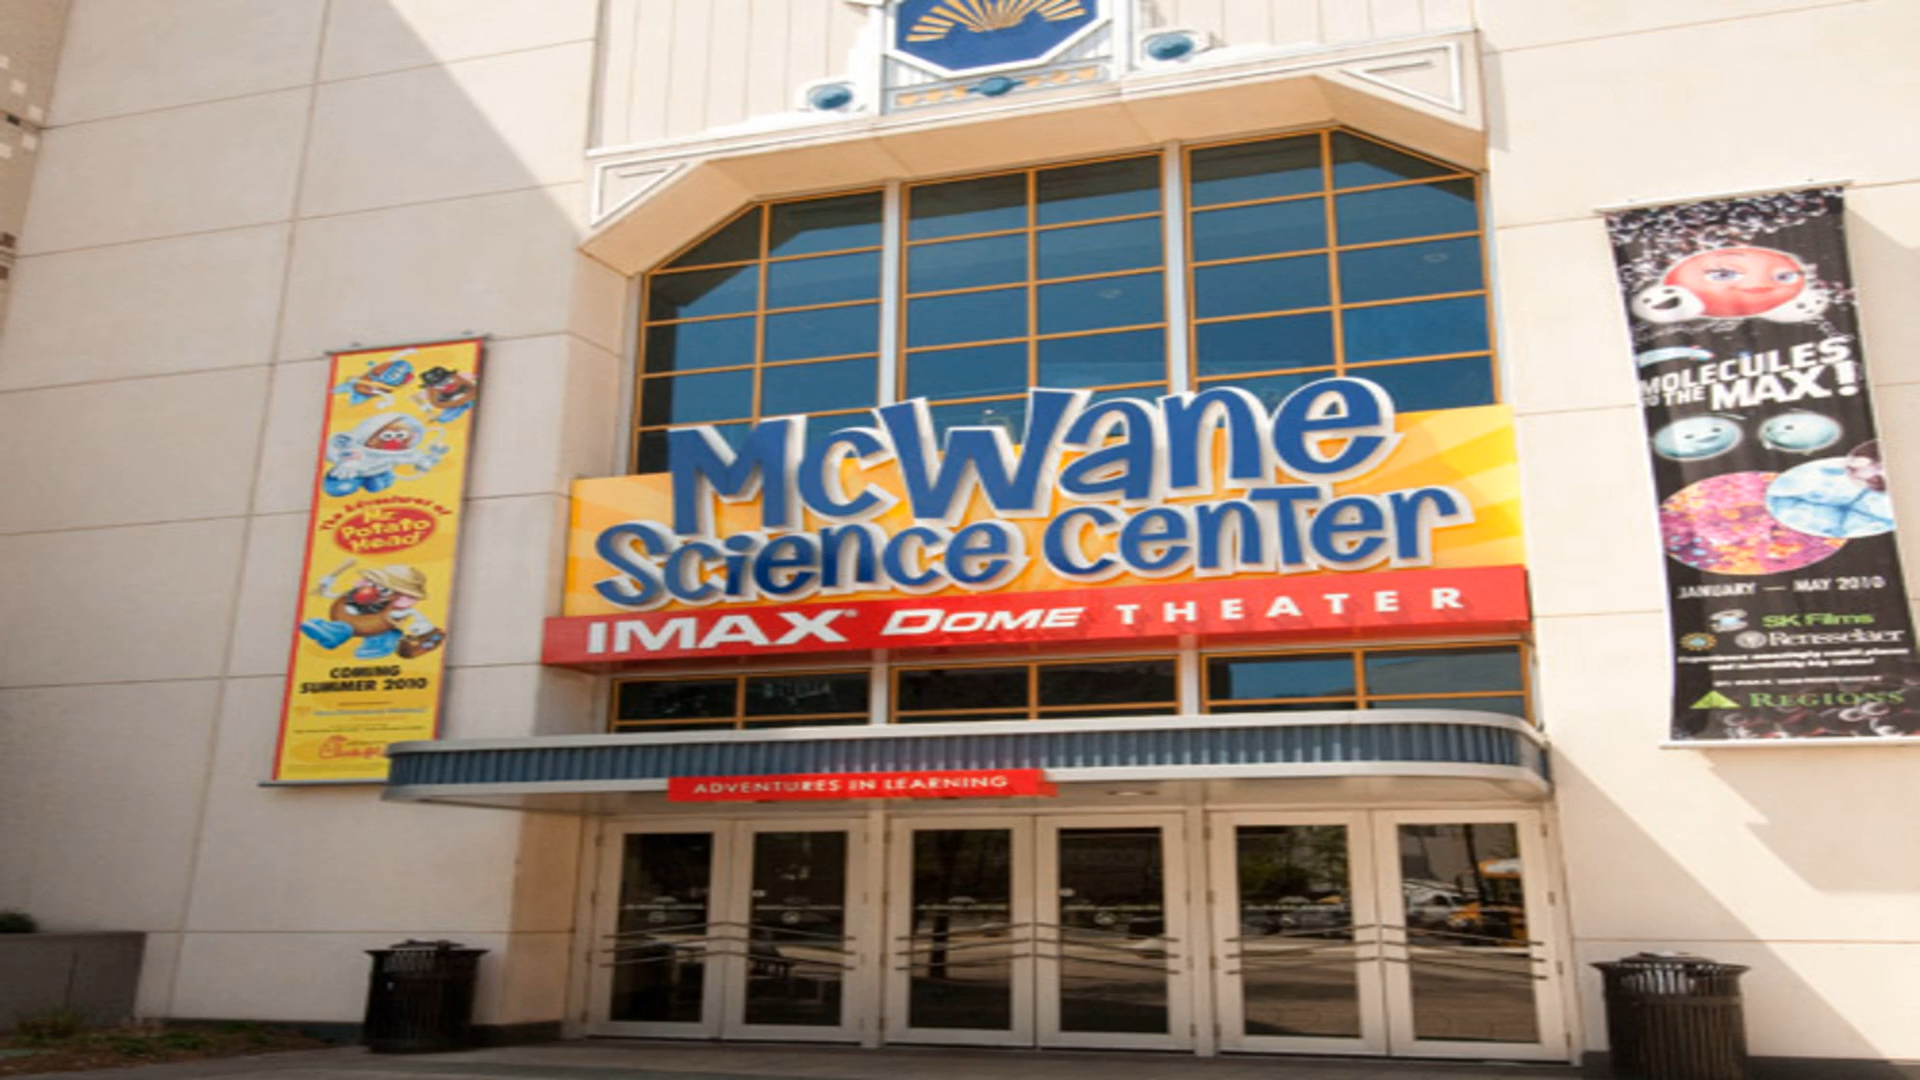 McWane
Science Center
IMAX® DOME THEATER
ADVENTURES IN LEARNING
The Adventures of
Mr.
Potato
Head
COMING
SUMMER 2010
MOLECULES
TO THE MAX!
JANUARY — MAY 2010
SK Films
Rensselaer
REGIONS